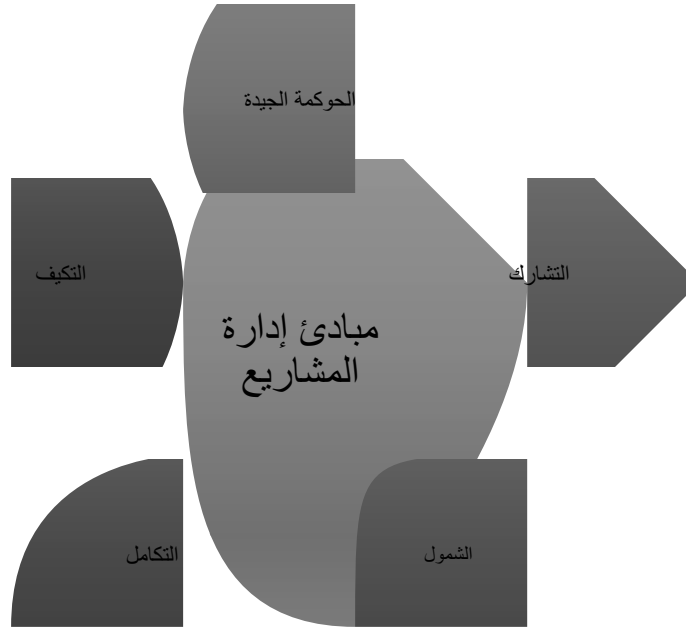 الحوكمة الجيدة
التشارك
التكيف
مبادئ إدارة
المشاريع
الشمول
التكامل